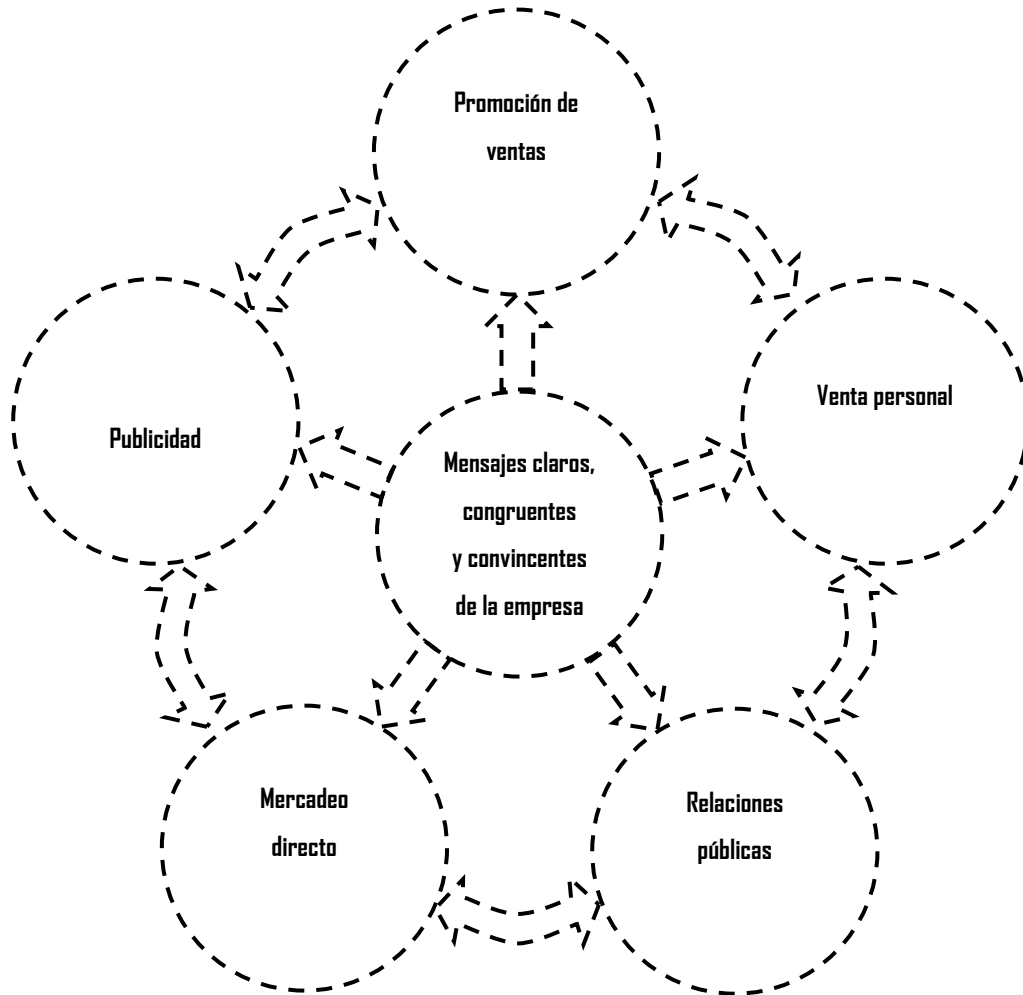 Promoción de
ventas
Publicidad
Venta personal
Mensajes claros,
congruentes
y convincentes
de la empresa
Mercadeo
directo
Relaciones
públicas